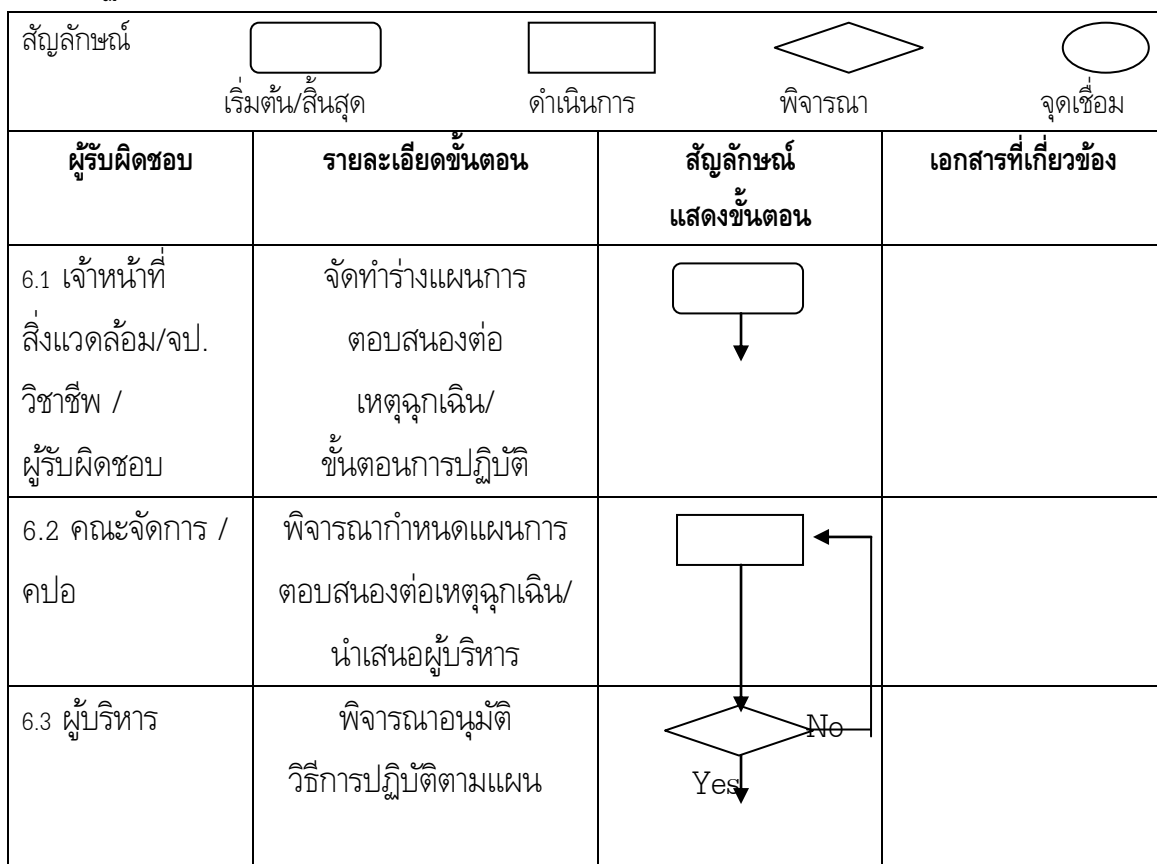 สัญลักษณ์
เริ่มต้น/สิ้นสุด ดำเนินการ พิจารณา จุดเชื่อม
ผู้รับผิดชอบ รายละเอียดขั้นตอน สัญลักษณ์ เอกสารที่เกี่ยวข้อง
แสดงขั้นตอน
6.1 เจ้าหน้าที่ จัดทำร่างแผนการ
สิ่งแวดล้อม/จป. ตอบสนองต่อ
วิชาชีพ / เหตุฉุกเฉิน/
ผู้รับผิดชอบ ขั้นตอนการปฏิบัติ
6.2 คณะจัดการ / พิจารณากำหนดแผนการ
คปอ ตอบสนองต่อเหตุฉุกเฉิน/
นำเสนอผู้บริหาร
6.3 ผู้บริหาร พิจารณาอนุมัติ No
วิธีการปฏิบัติตามแผน Yes